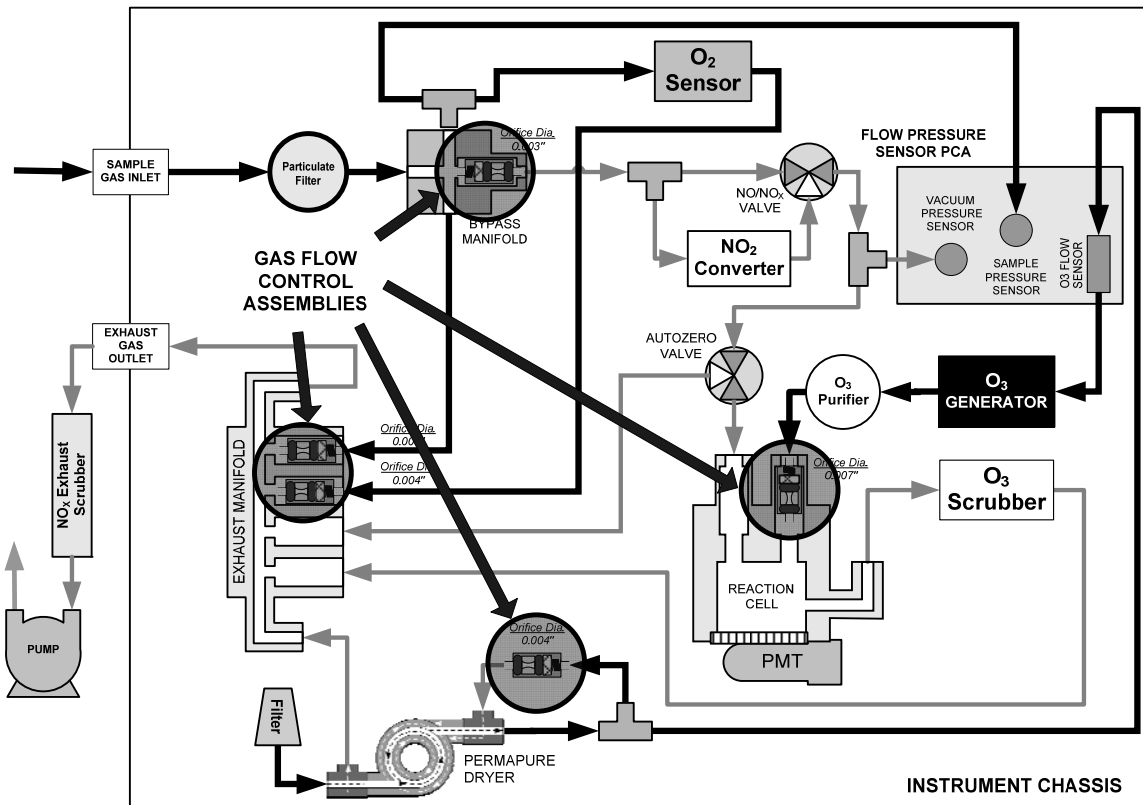 O2
Sensor
Orifice Dia.
0.003"
FLOW PRESSURE
SENSOR PCA
SAMPLE
GAS INLET
Particulate
Filter
NO/NOX
VALVE
VACUUM
PRESSURE
SENSOR
SAMPLE
PRESSURE
SENSOR
O3 FLOW
SENSOR
BYPASS
MANIFOLD
NO2
Converter
GAS FLOW
CONTROL
ASSEMBLIES
EXHAUST
GAS
OUTLET
AUTOZERO
VALVE
O3
Purifier
O3
GENERATOR
NOX Exhaust
Scrubber
EXHAUST MANIFOLD
Orifice Dia.
Orifice Dia.
0.004"
Orifice Dia.
0.007"
O3
Scrubber
REACTION
CELL
PUMP
Orifice Dia.
0.004"
PMT
Filter
PERMAPURE
DRYER
INSTRUMENT CHASSIS